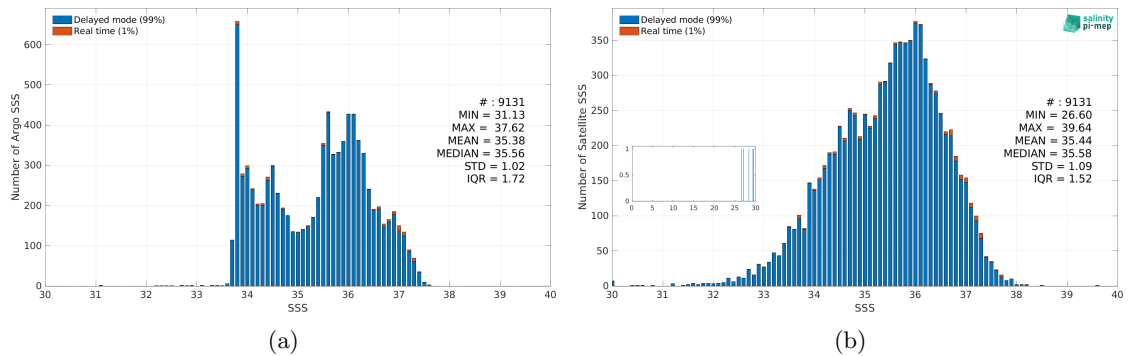 Delayed mode (99%)
Real time (1%)
Number of Argo SSS
600
500
400
300
200
100
0
# : 9131
MIN = 31.13
MAX = 37.62
MEAN = 35.38
MEDIAN = 35.56
STD = 1.02
IQR = 1.72
30 31 32 33 34 35 36 37 38 39 40
SSS
(a)
Delayed mode (99%)
Real time (1%)
salinity
pi-mep
Number of Satellite SSS
350
300
250
200
150
100
50
0
# : 9131
MIN = 26.60
MAX = 39.64
MEAN = 35.44
MEDIAN = 35.58
STD = 1.09
IQR = 1.52
1
0.5
0
0 5 10 15 20 25 30
30 31 32 33 34 35 36 37 38 39 40
SSS
(b)